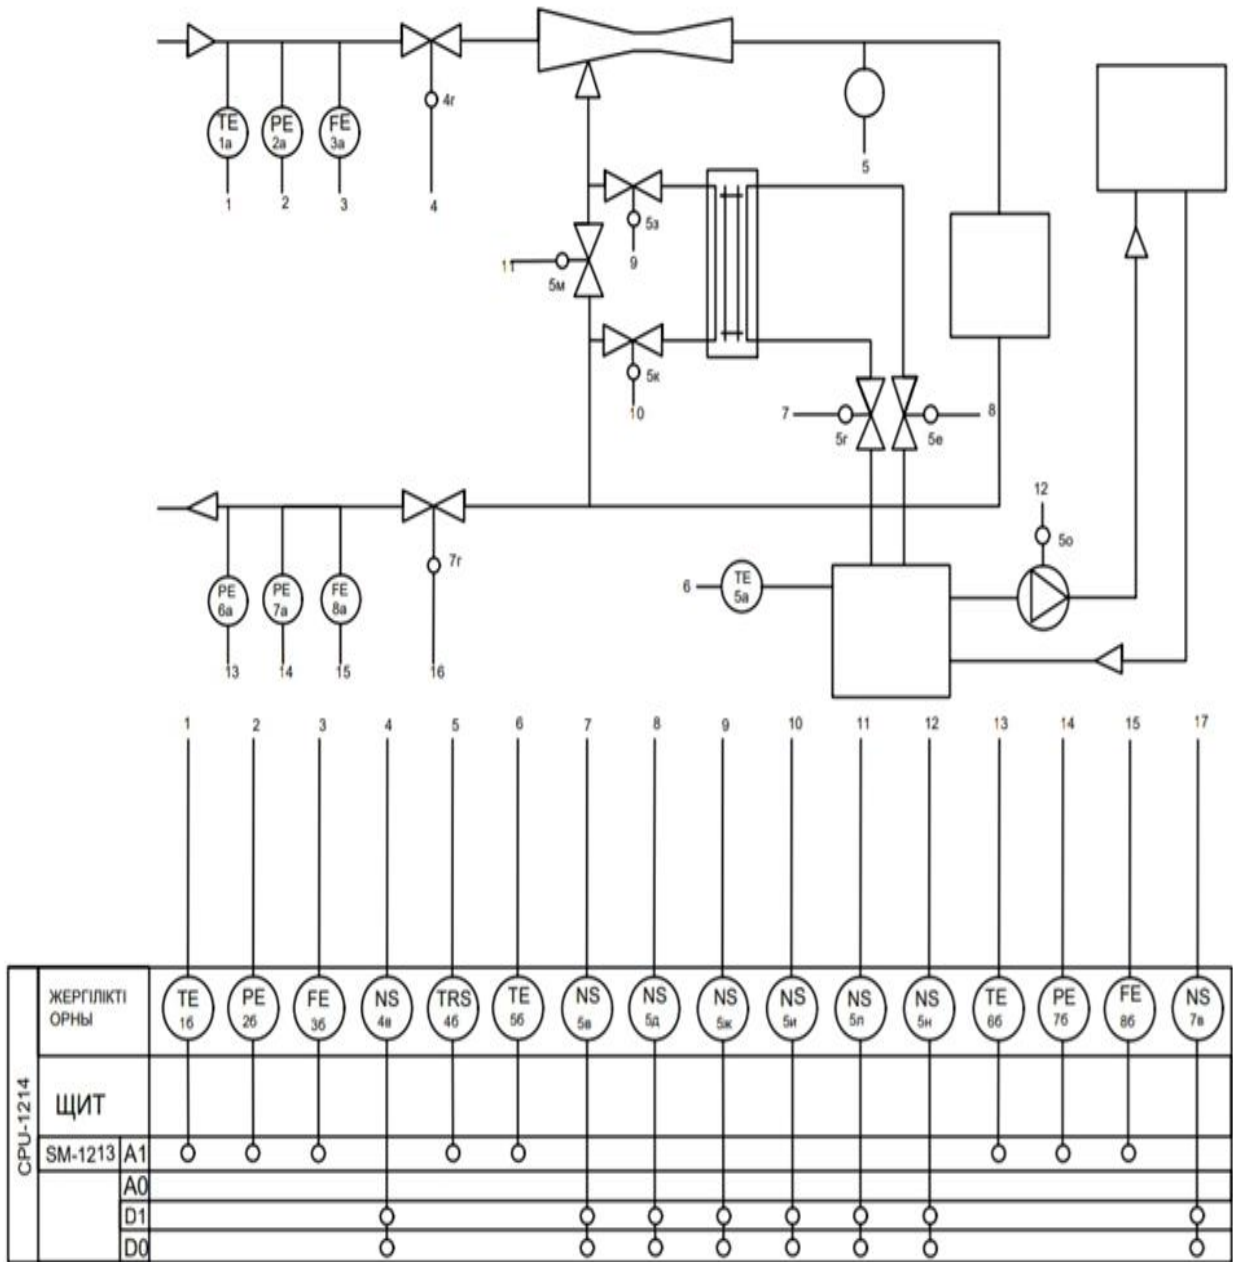 4г
TE
1а
PE
2а
FE
3а
1
2
3
4
5
5з
9
11
5м
5к
10
7
5г
5е
8
12
5о
7г
6
TE
5а
PE
6а
PE
7а
FE
8а
13
14
15
16
1 2 3 4 5 6 7 8 9 10 11 12 13 14 15 17
CPU-1214
ЖЕРГІЛІКТІ
ОРНЫ
TE PE FE NS TRS TE NS NS NS NS NS NS TE PE FE NS
1б 2б 3б 4в 4б 5б 5в 5д 5ж 5и 5л 5н 6б 7б 8б 7в
ЩИТ
SM-1213 A1
A0
D1
D0